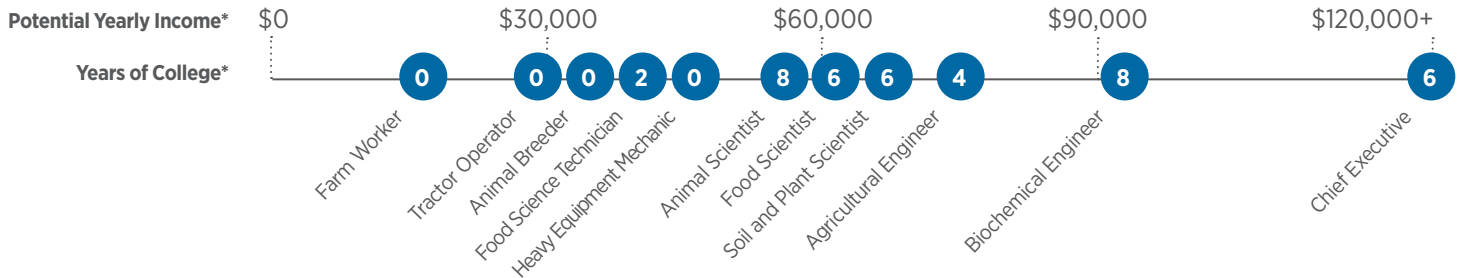 Potential Yearly Income* $0 $30,000 $60,000 $90,000 $120,000+
Years of College* 0 0 0 2 0 8 6 6 4 8 6
Farm Worker
Tractor Operator
Animal Breeder
Food Science Technician
Heavy Equipment Mechanic
Animal Scientist
Food Scientist
Soil and Plant Scientist
Agricultural Engineer
Biochemical Engineer
Chief Executive